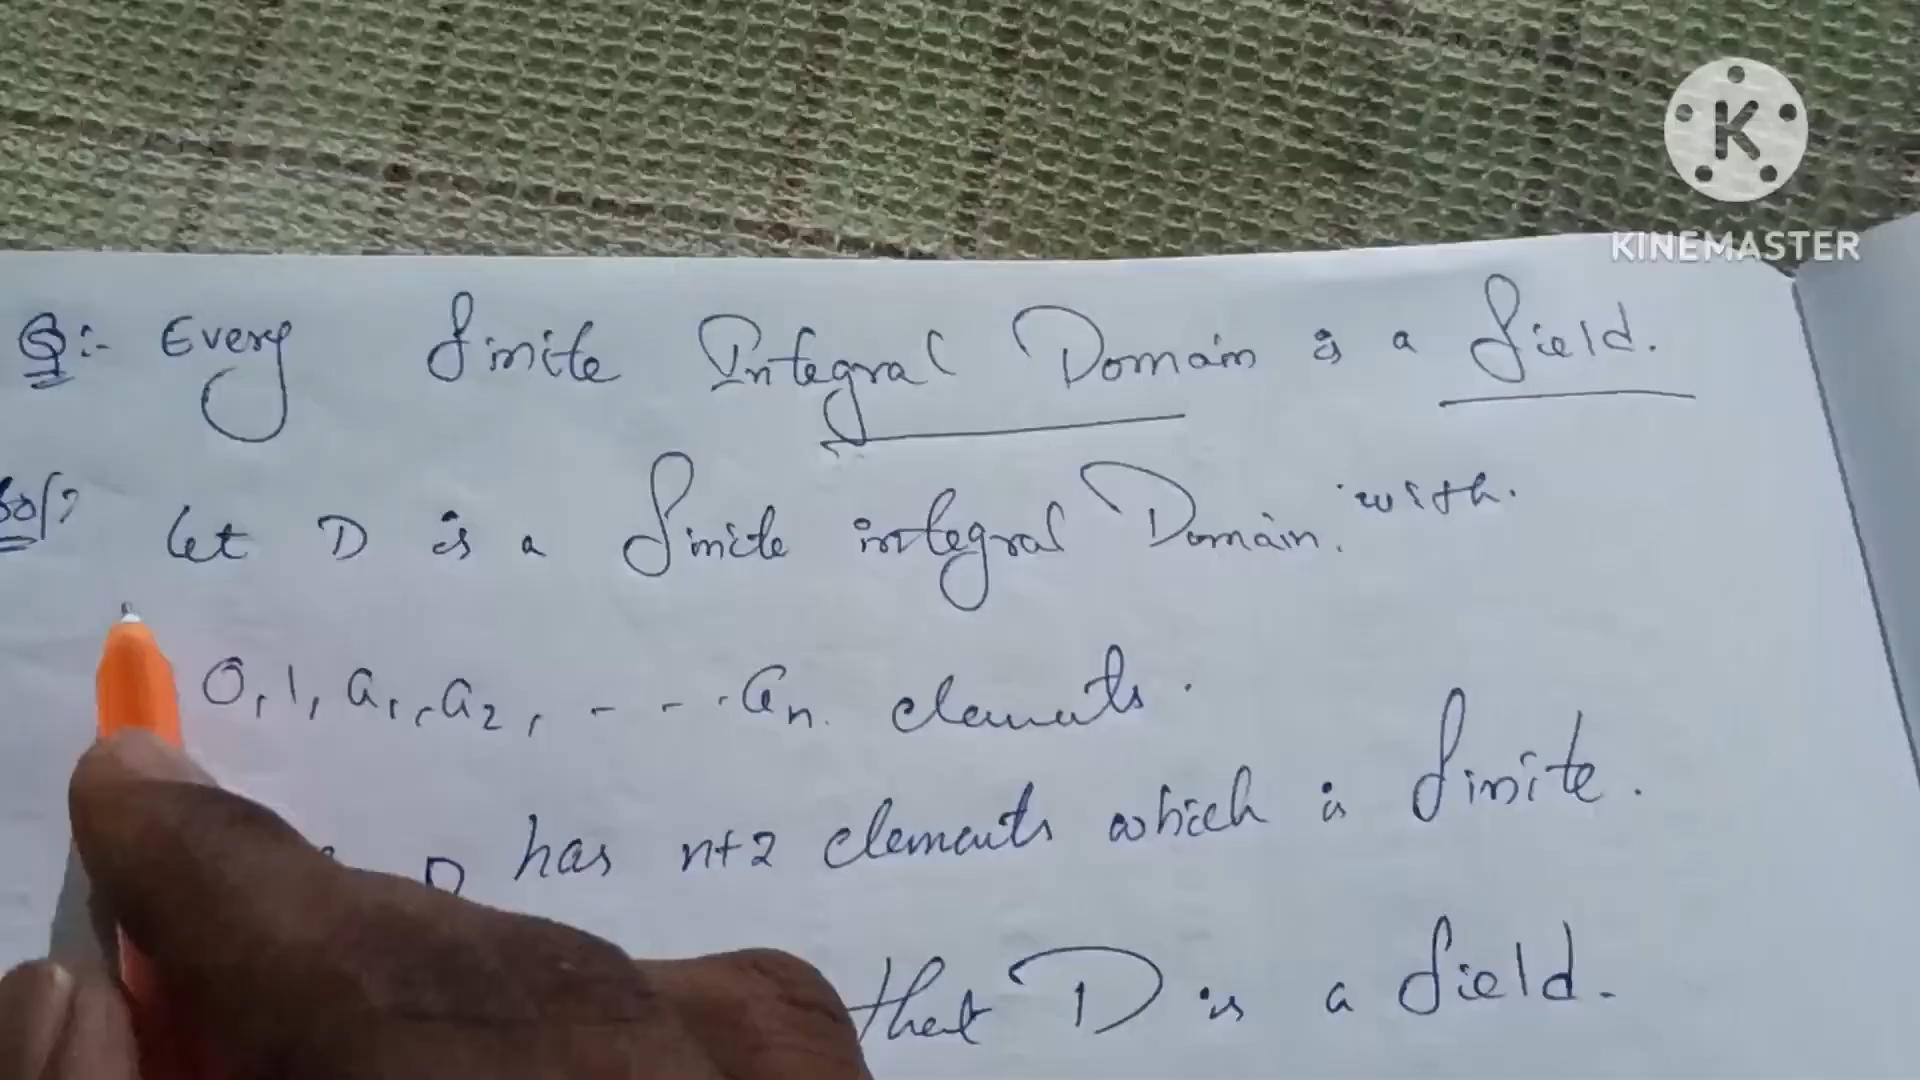 KINEMASTER
Q:- Every finite Integral Domain is a field.
Sol? Let D is a finite integral Domain. with.
0, 1, a1, a2, - - - . an. elements.
D has n+2 elements which is finite.
that D is a field.